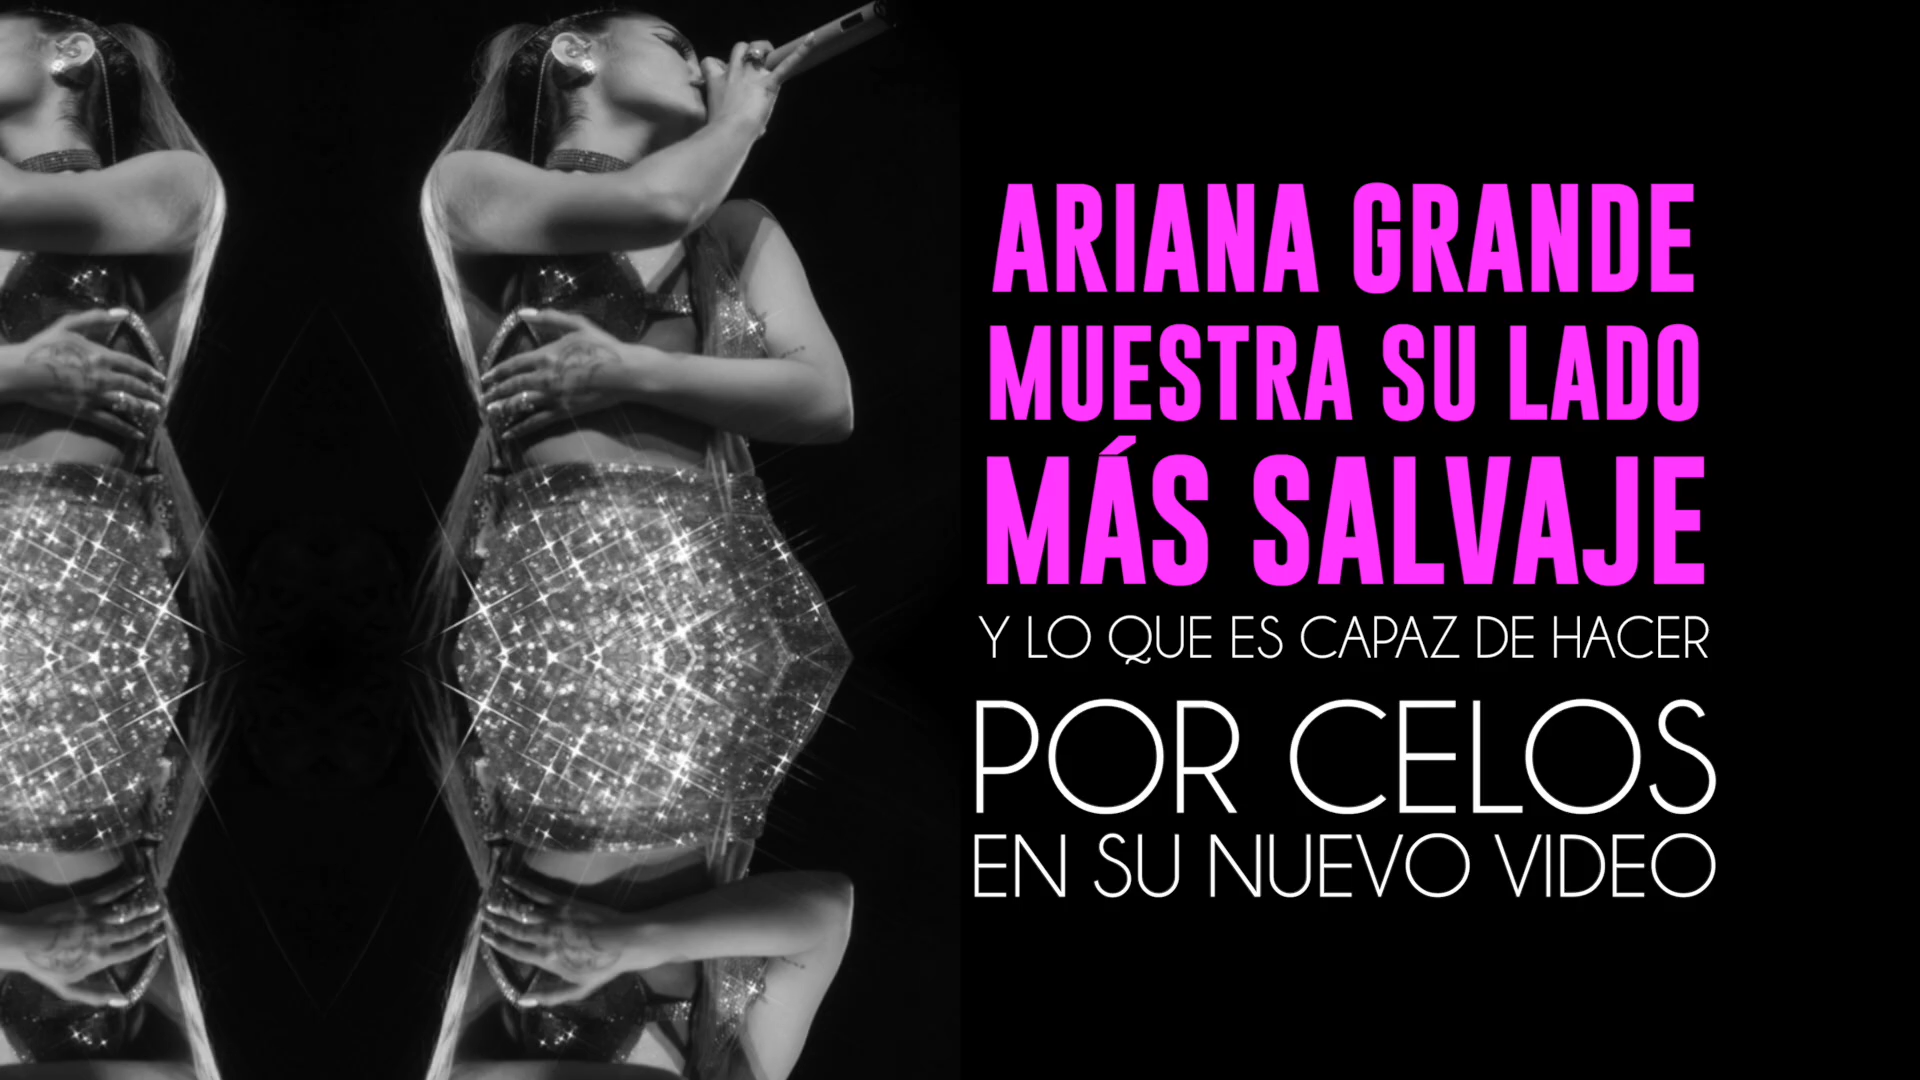 ARIANA GRANDE
MUESTRA SU LADO
MÁS SALVAJE
Y LO QUE ES CAPAZ DE HACER
POR CELOS
EN SU NUEVO VIDEO